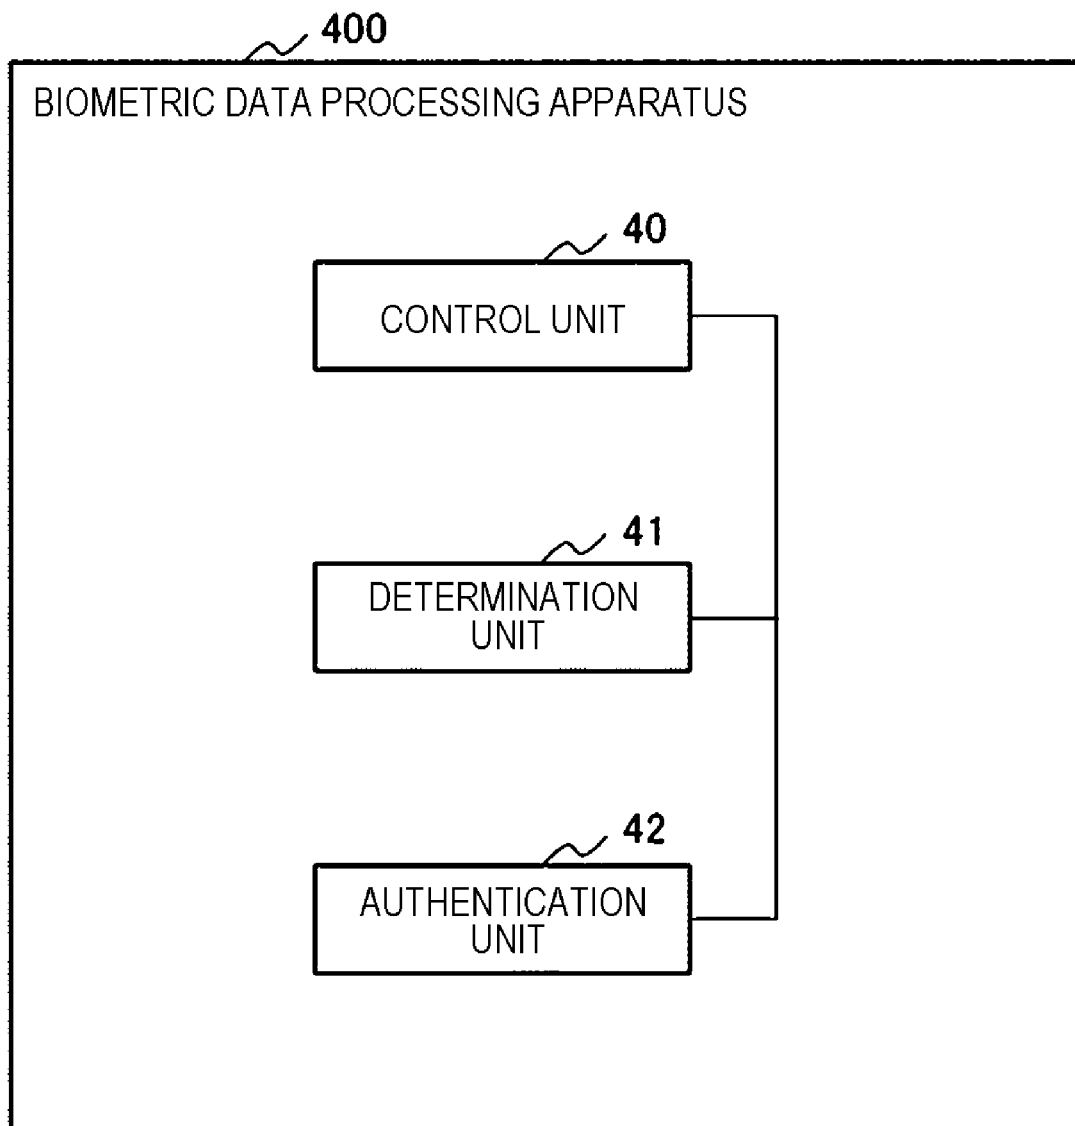 400
BIOMETRIC DATA PROCESSING APPARATUS
40
CONTROL UNIT
41
DETERMINATION
UNIT
42
AUTHENTICATION
UNIT